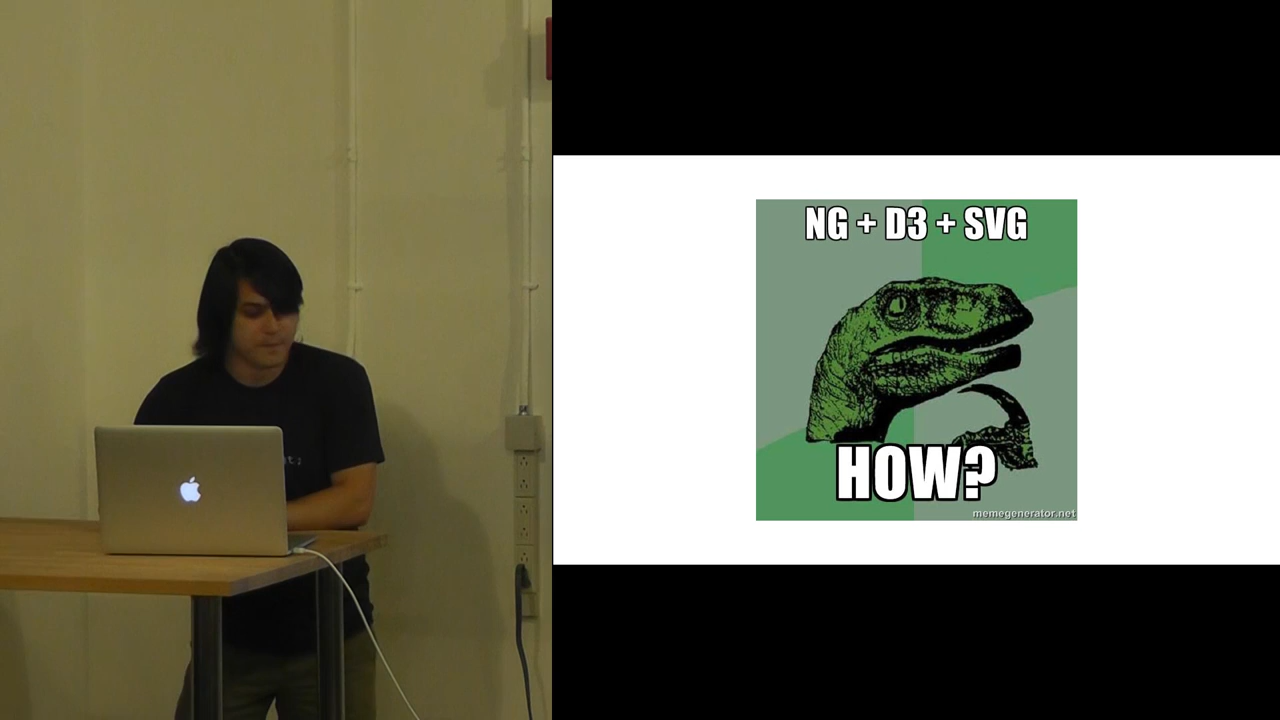 NG + D3 + SVG
HOW?
memegenerator.net